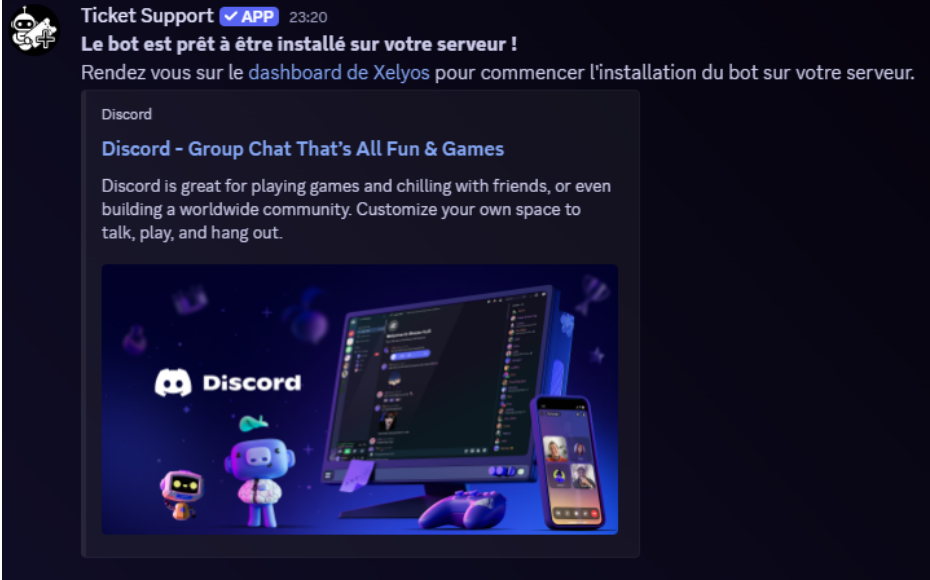 Ticket Support ✓ APP 23:20
Le bot est prêt à être installé sur votre serveur !
Rendez vous sur le dashboard de Xelyos pour commencer l'installation du bot sur votre serveur.
Discord
Discord - Group Chat That’s All Fun & Games
Discord is great for playing games and chilling with friends, or even
building a worldwide community. Customize your own space to
talk, play, and hang out.
Discord